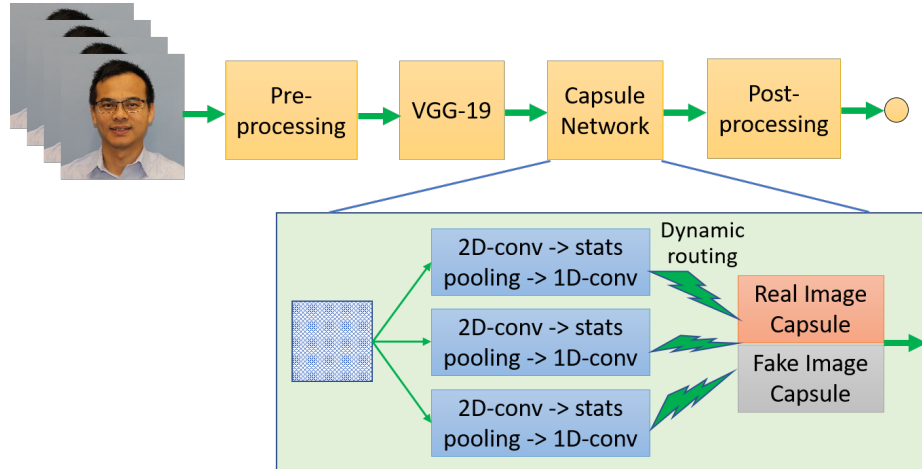 Pre-
processing
VGG-19
Capsule
Network
Post-
processing
2D-conv -> stats
pooling -> 1D-conv
2D-conv -> stats
pooling -> 1D-conv
2D-conv -> stats
pooling -> 1D-conv
Dynamic
routing
Real Image
Capsule
Fake Image
Capsule